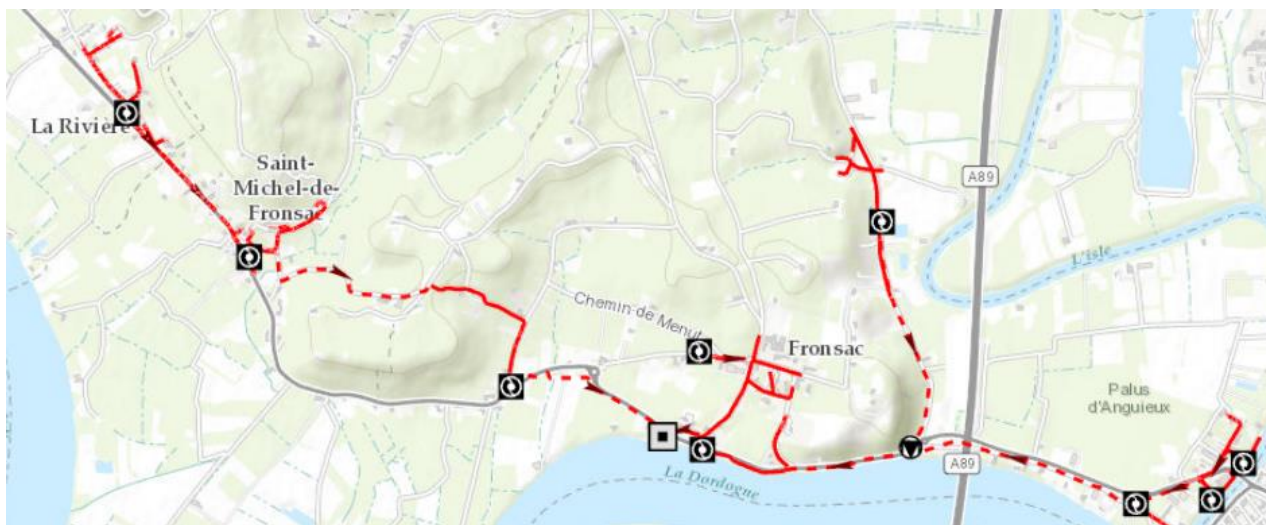 La Rivière
Saint-
Michel-de-
Fronsac
A89
L'isle
Chemin de Menut
Fronsac
Palus
d'Anguieux
A89
La Dordogne